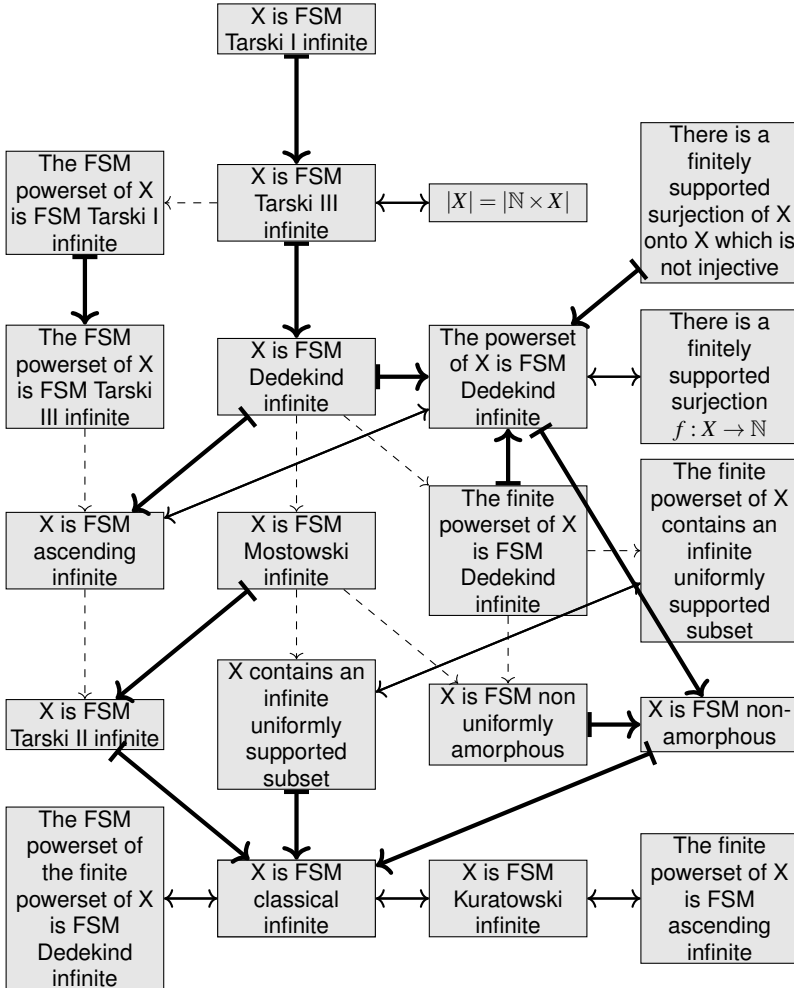 X is FSM
Tarski I infinite
There is a
finitely
supported
surjection of X
onto X which is
not injective
The FSM
powerset of X
is FSM Tarski I
infinite
X is FSM
Tarski III
infinite
|X| = |ℕ × X|
The FSM
powerset of X
is FSM Tarski
III infinite
X is FSM
Dedekind
infinite
The powerset
of X is FSM
Dedekind
infinite
There is a
finitely
supported
surjection
f : X → ℕ
X is FSM
ascending
infinite
X is FSM
Mostowski
infinite
The finite
powerset of X
is FSM
Dedekind
infinite
The finite
powerset of X
contains an
infinite
uniformly
supported
subset
X is FSM
Tarski II infinite
X contains an
infinite
uniformly
supported
subset
X is FSM non
uniformly
amorphous
X is FSM non-
amorphous
The FSM
powerset of
the finite
powerset of X
is FSM
Dedekind
infinite
X is FSM
classical
infinite
X is FSM
Kuratowski
infinite
The finite
powerset of X
is FSM
ascending
infinite